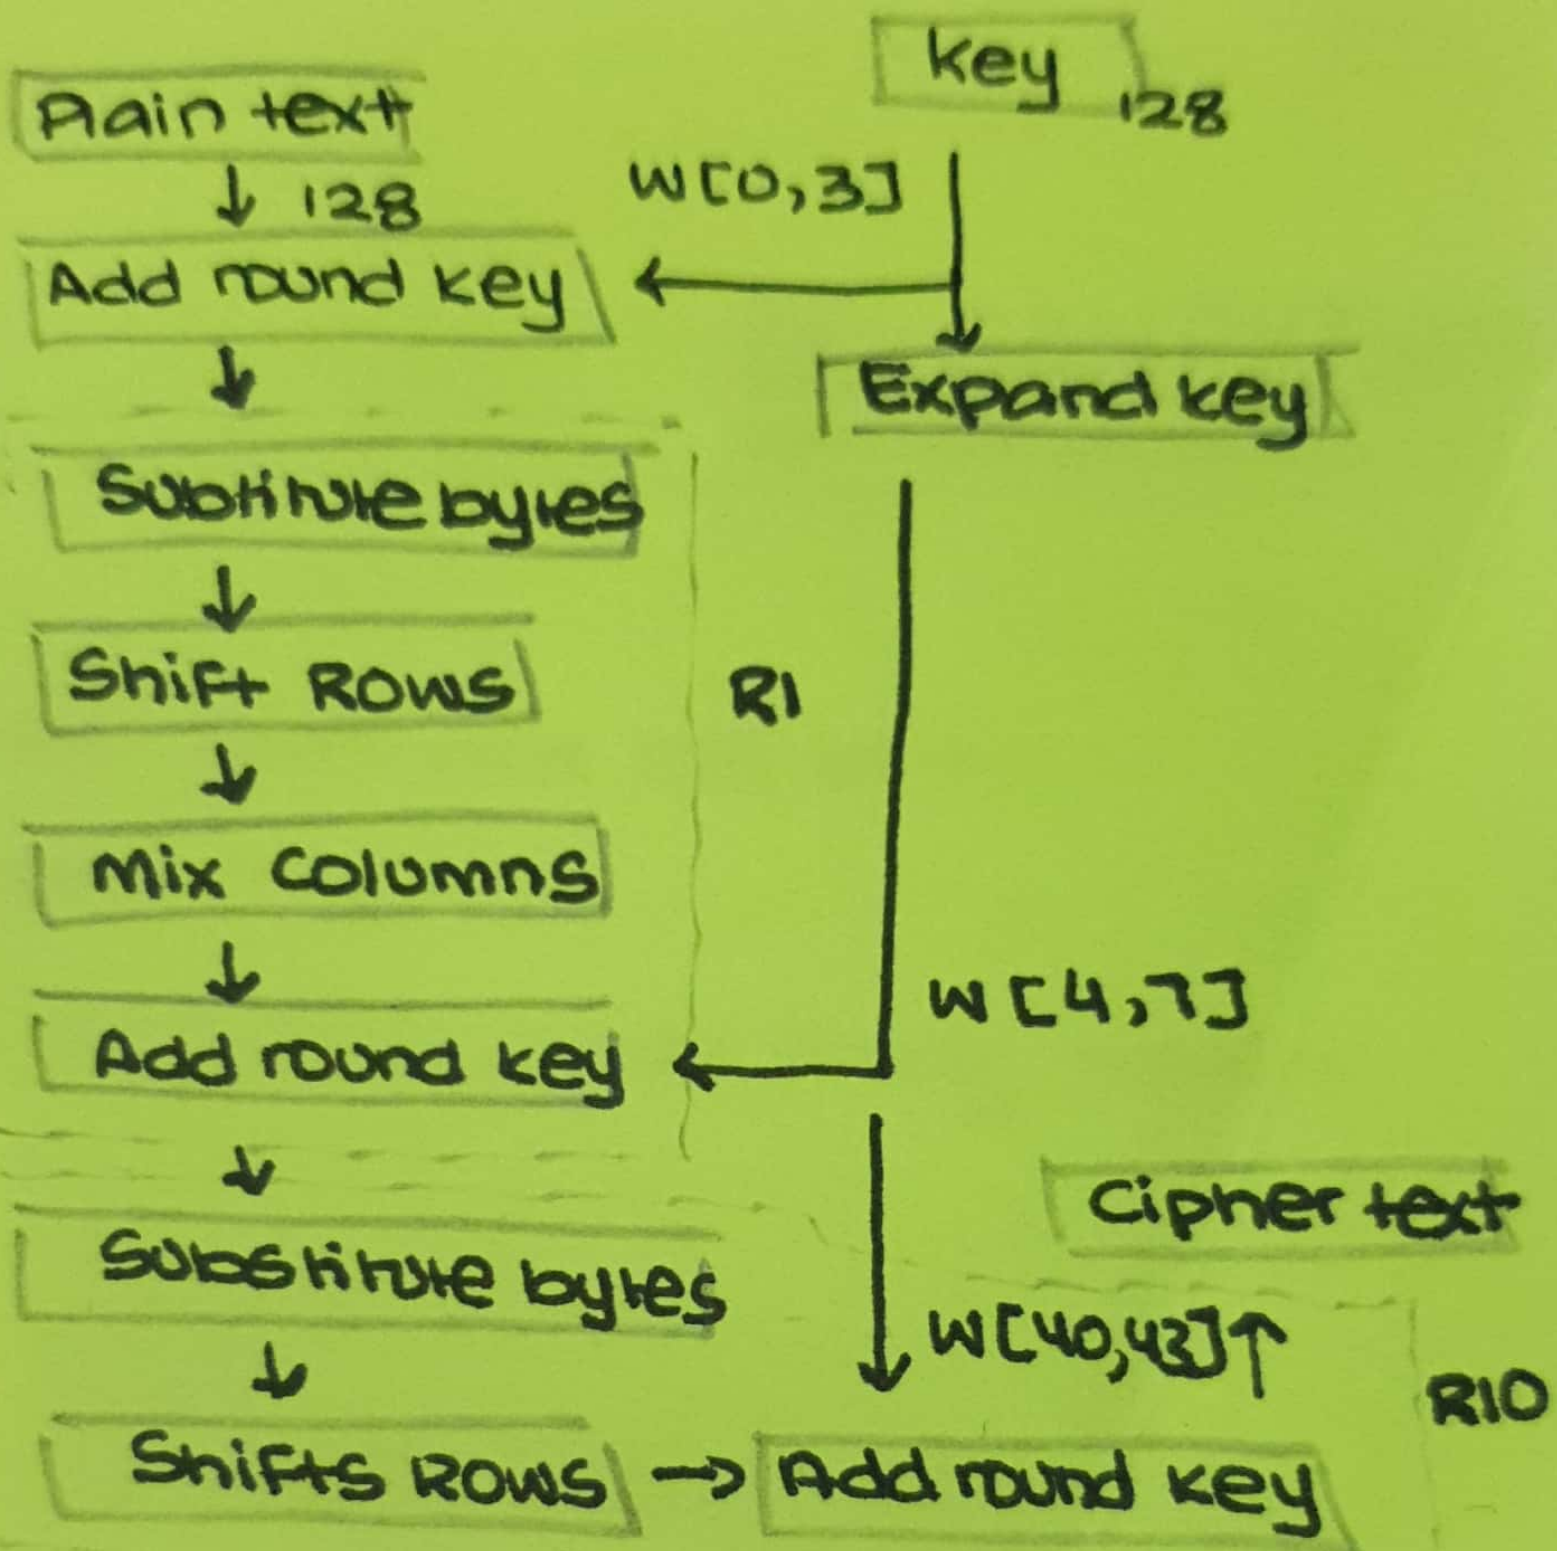 Key
128
Plain text
128
W[0,3]
Add round key
Expand key
Subtitute bytes
Shift Rows
R1
Mix Columns
W[4,7]
Add round key
Cipher text
Substitute bytes
W[40,43]
R10
Shifts Rows
Add round key